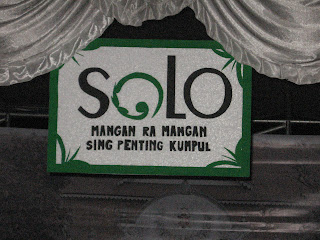 SOLO
MANGAN RA MANGAN
SING PENTING KUMPUL